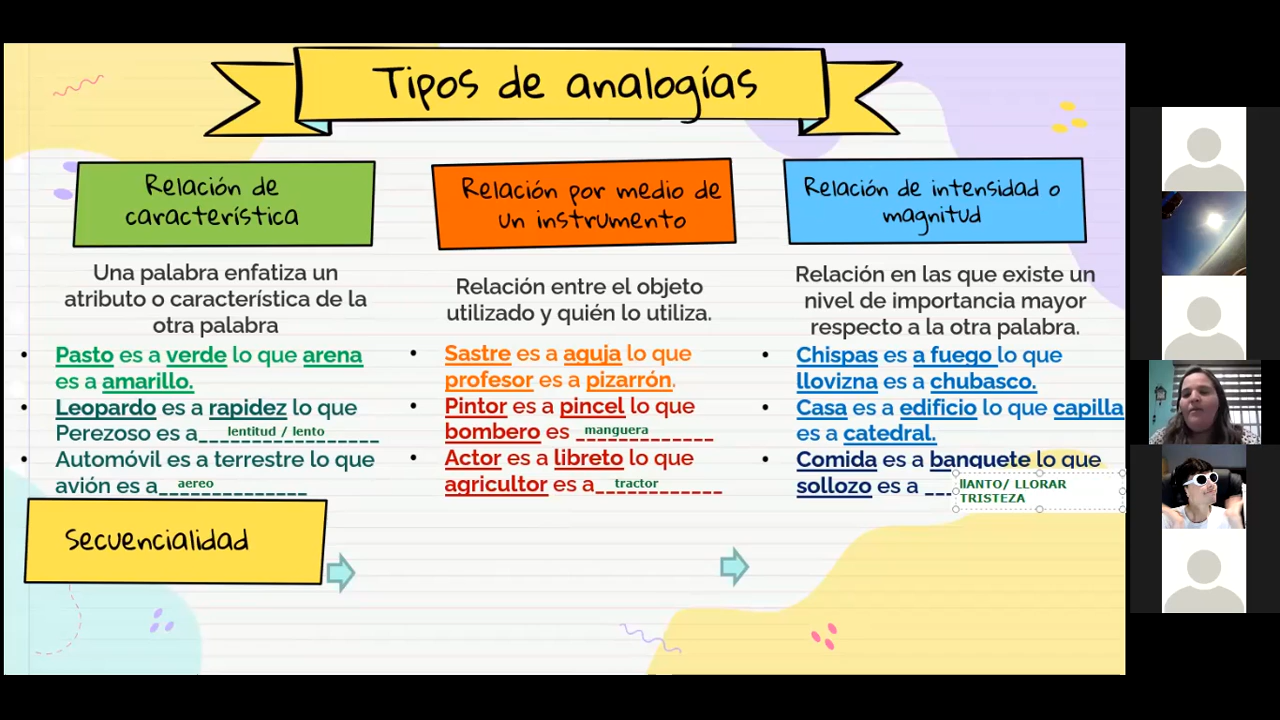 Tipos de analogías
Relación de
característica
Una palabra enfatiza un
atributo o característica de la
otra palabra
• Pasto es a verde lo que arena
es a amarillo.
• Leopardo es a rapidez lo que
Perezoso es a lentitud / lento
Automóvil es a terrestre lo que
avión es a aereo
Relación por medio de
un instrumento
Relación entre el objeto
utilizado y quién lo utiliza.
• Sastre es a aguja lo que
profesor es a pizarrón.
• Pintor es a pincel lo que
bombero es manguera
• Actor es a libreto lo que
agricultor es a tractor
Relación de intensidad o
magnitud
Relación en las que existe un
nivel de importancia mayor
respecto a la otra palabra.
• Chispas es a fuego lo que
llovizna es a chubasco.
• Casa es a edificio lo que capilla
es a catedral.
• Comida es a banquete lo que
sollozo es a ___ llANTO/ LLORAR
TRISTEZA
Secuencialidad